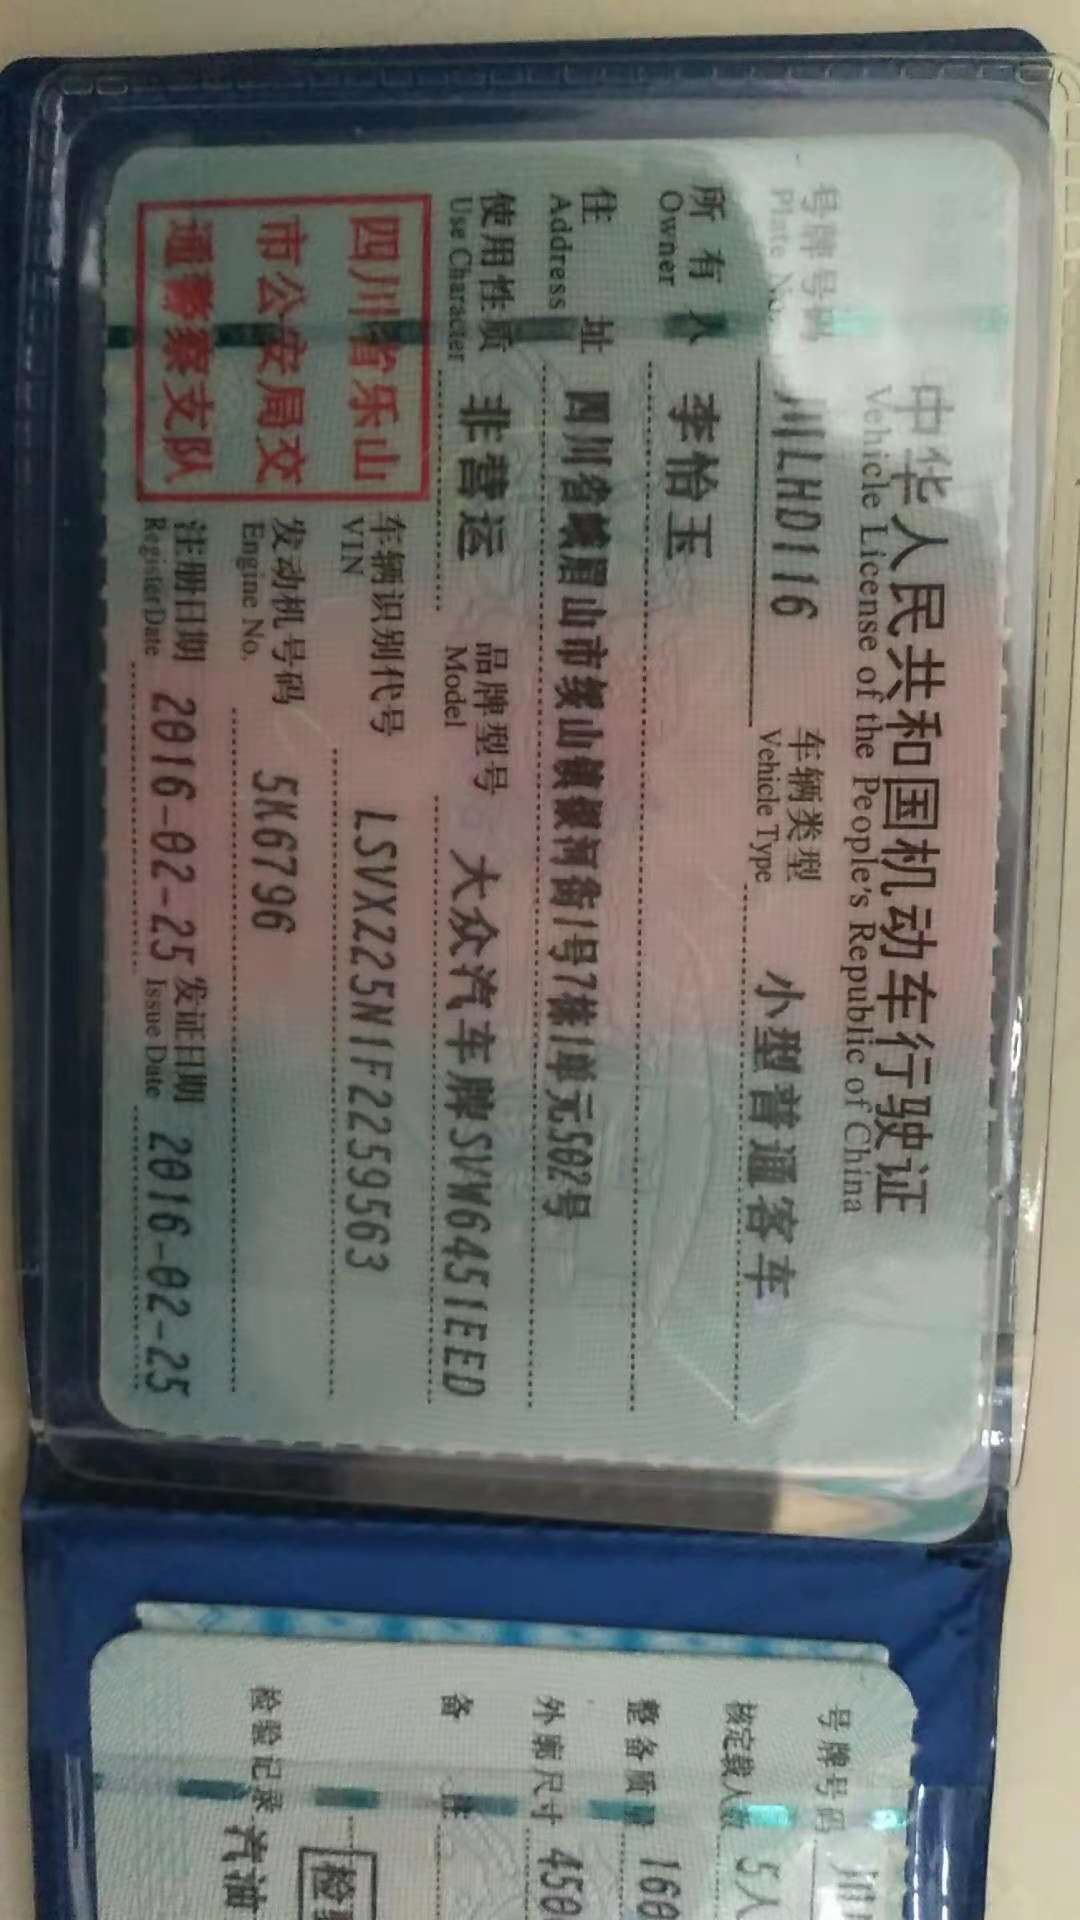 中华人民共和国机动车行驶证
Vehicle License of the People's Republic of China
号牌号码 川LHD116 车辆类型 小型普通客车
Plate No. Vehicle Type
所有人 李怡玉
Owner
住址 四川省峨眉山市绥山镇银河街1号7栋1单元502号
Address
使用性质 非营运 品牌型号 大众汽车牌SVW6451EED
Use Character Model
四川省乐山
市公安局交
通警察支队
车辆识别代号 LSVXZ25N1F2259563
VIN
发动机号码 5K6796
Engine No.
注册日期 2016-02-25 发证日期 2016-02-25
Register Date Issue Date
号牌号码 川
核定载人数 5人
整备质量 160
外廓尺寸 450
备注
检验记录 汽油